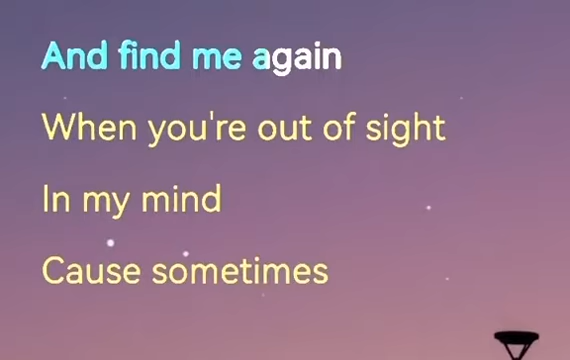 And find me again
When you're out of sight
In my mind
Cause sometimes